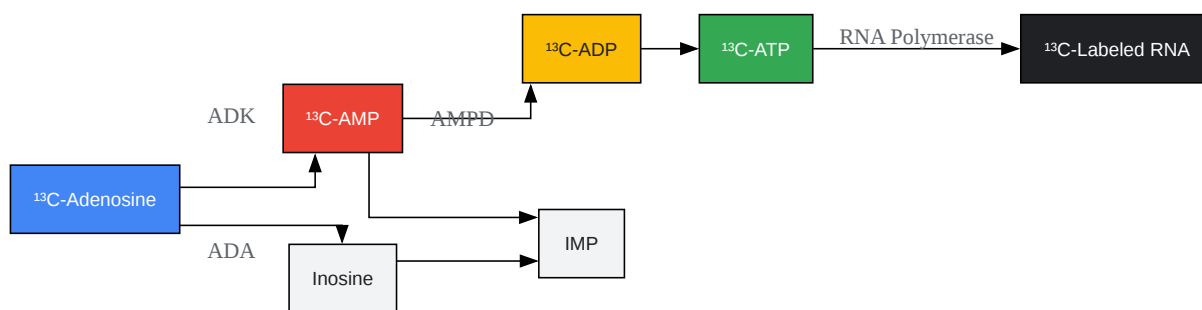 ¹³C-ADP
¹³C-ATP
RNA Polymerase
¹³C-Labeled RNA
ADK
¹³C-AMP
AMPD
¹³C-Adenosine
ADA
Inosine
IMP